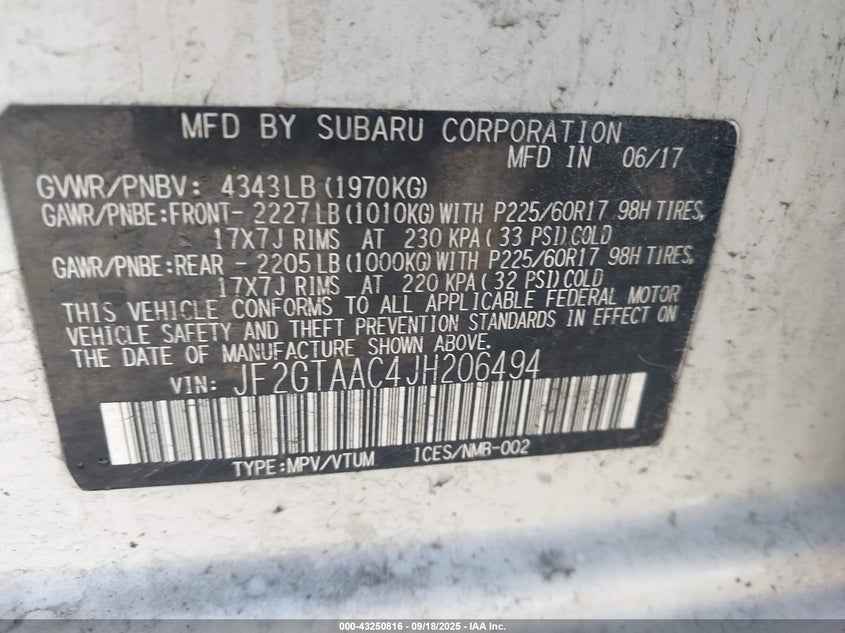 MFD BY SUBARU CORPORATION
MFD IN 06/17
GVWR/PNBV: 4343LB (1970KG)
GAWR/PNBE:FRONT- 2227LB (1010KG) WITH P225/60R17 98H TIRES,
17X7J RIMS AT 230 KPA ( 33 PSI) COLD
GAWR/PNBE:REAR - 2205LB (1000KG) WITH P225/60R17 98H TIRES,
17X7J RIMS AT 220 KPA ( 32 PSI) COLD
THIS VEHICLE CONFORMS TO ALL APPLICABLE FEDERAL MOTOR
VEHICLE SAFETY AND THEFT PREVENTION STANDARDS IN EFFECT ON
THE DATE OF MANUFACTURE SHOWN ABOVE.
VIN: JF2GTAAC4JH206494
TYPE:MPV/VTUM ICES/NMB-002
000-43250816 - 09/18/2025 - IAA Inc.